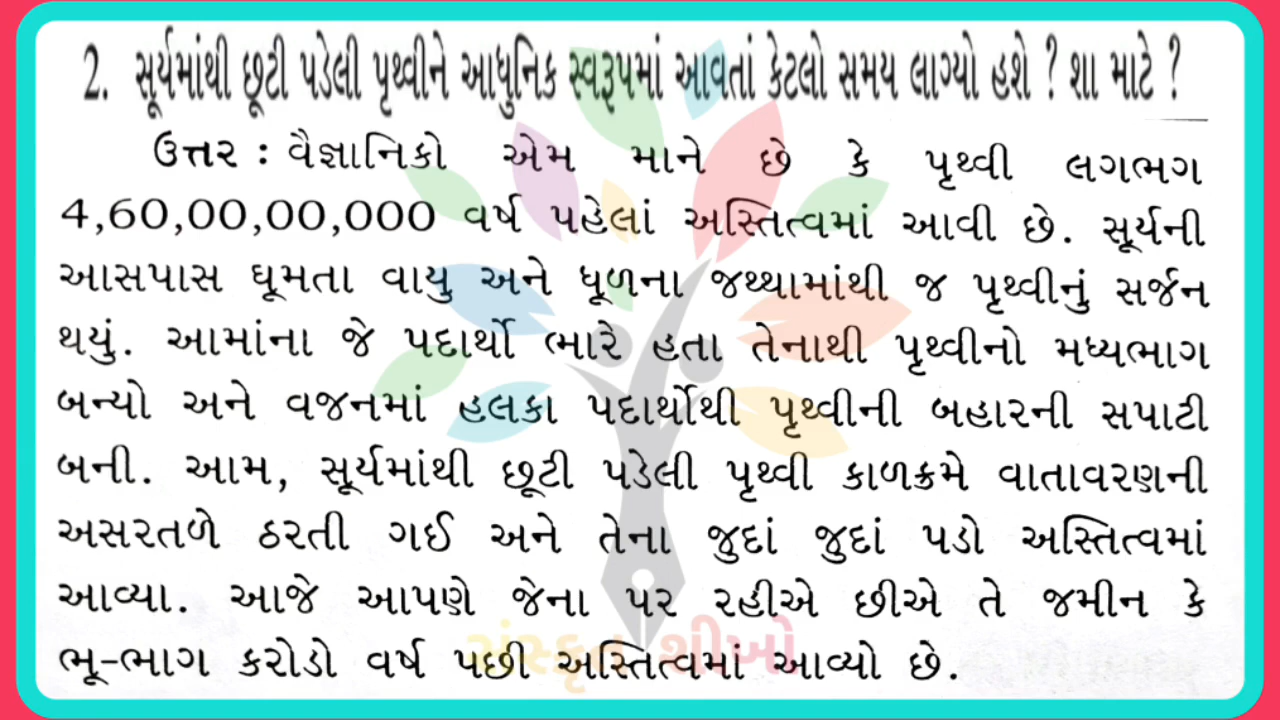 2. સૂર્યમાંથી છૂટી પડેલી પૃથ્વીને આધુનિક સ્વરૂપમાં આવતાં કેટલો સમય લાગ્યો હશે ? શા માટે ?
ઉત્તર : વૈજ્ઞાનિકો એમ માને છે કે પૃથ્વી લગભગ
4,60,00,00,000 વર્ષ પહેલાં અસ્તિત્વમાં આવી છે. સૂર્યની
આસપાસ ઘૂમતા વાયુ અને ધૂળના જથ્થામાંથી જ પૃથ્વીનું સર્જન
થયું. આમાંના જે પદાર્થો ભારે હતા તેનાથી પૃથ્વીનો મધ્યભાગ
બન્યો અને વજનમાં હલકા પદાર્થોથી પૃથ્વીની બહારની સપાટી
બની. આમ, સૂર્યમાંથી છૂટી પડેલી પૃથ્વી કાળક્રમે વાતાવરણની
અસરતળે ઠરતી ગઈ અને તેના જુદાં જુદાં પડો અસ્તિત્વમાં
આવ્યા. આજે આપણે જેના પર રહીએ છીએ તે જમીન કે
ભૂ-ભાગ કરોડો વર્ષ પછી અસ્તિત્વમાં આવ્યો છે.
સંસ્કૃત શીખો